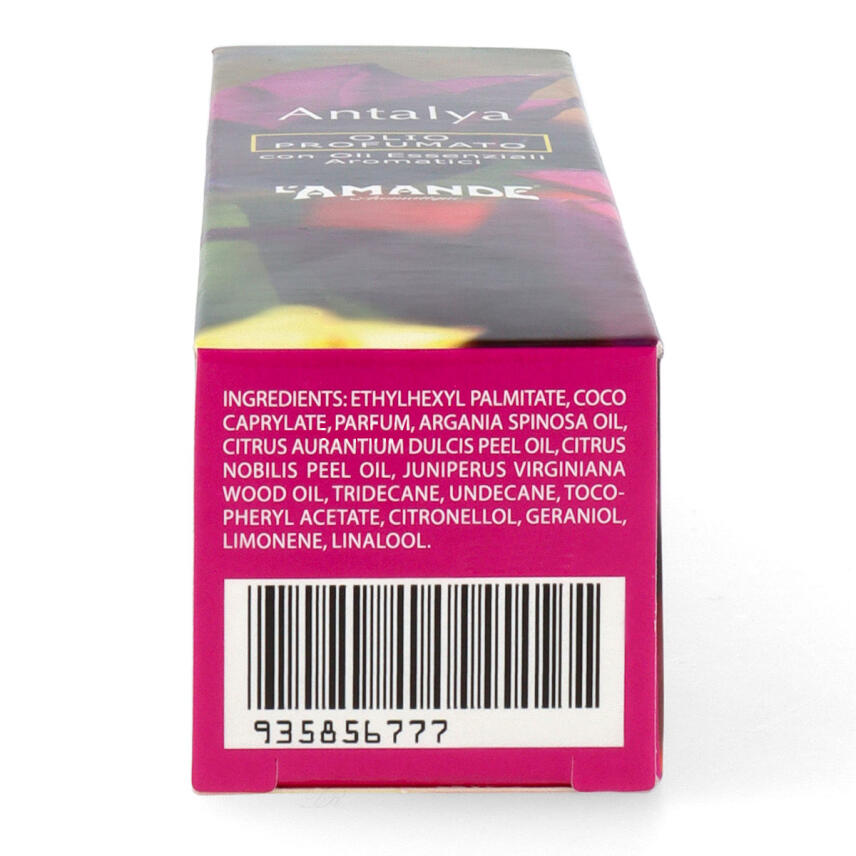 Antalya
OLIO
PROFUMATO
con Oli Essenziali
Aromatici
L'AMANDE®
INGREDIENTS: ETHYLHEXYL PALMITATE, COCO
CAPRYLATE, PARFUM, ARGANIA SPINOSA OIL,
CITRUS AURANTIUM DULCIS PEEL OIL, CITRUS
NOBILIS PEEL OIL, JUNIPERUS VIRGINIANA
WOOD OIL, TRIDECANE, UNDECANE, TOCO-
PHERYL ACETATE, CITRONELLOL, GERANIOL,
LIMONENE, LINALOOL.
935856777